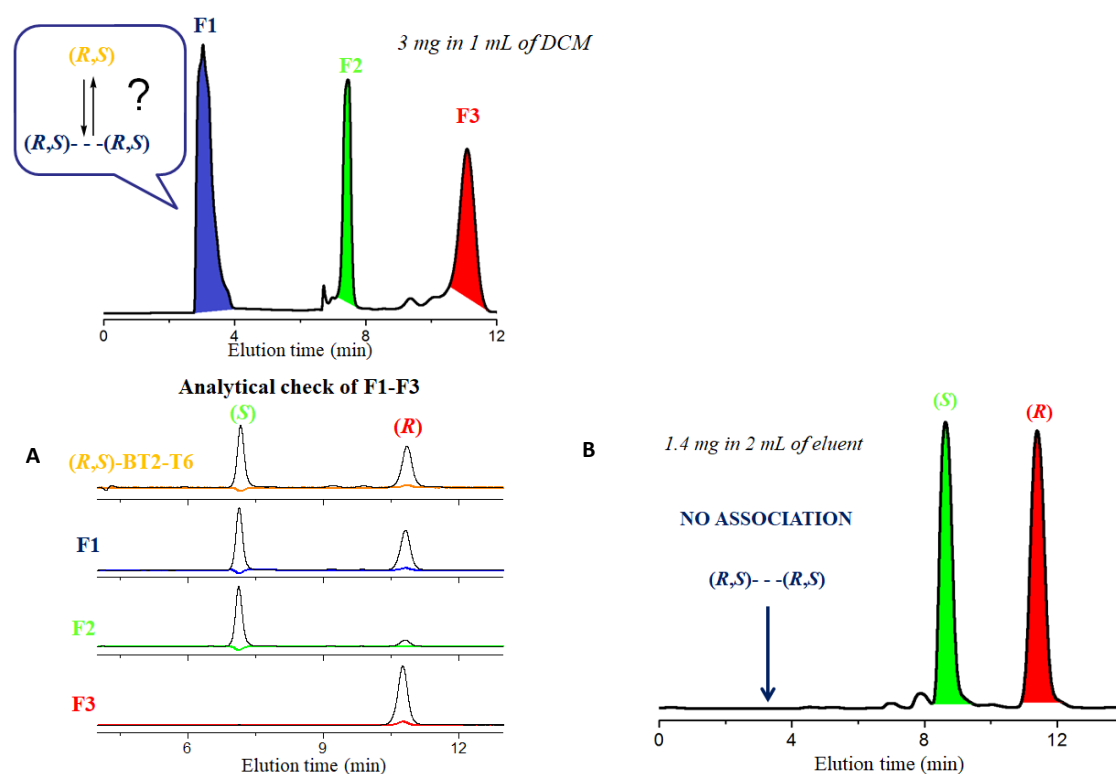 F1
3 mg in 1 mL of DCM
(R,S)
?
(R,S)- - -(R,S)
F2
F3
0
4
8
12
Elution time (min)
Analytical check of F1-F3
A
(S)
(R)
(R,S)-BT2-T6
F1
F2
F3
6
9
12
Elution time (min)
B
(S)
(R)
1.4 mg in 2 mL of eluent
NO ASSOCIATION
(R,S)- - -(R,S)
0
4
8
12
Elution time (min)